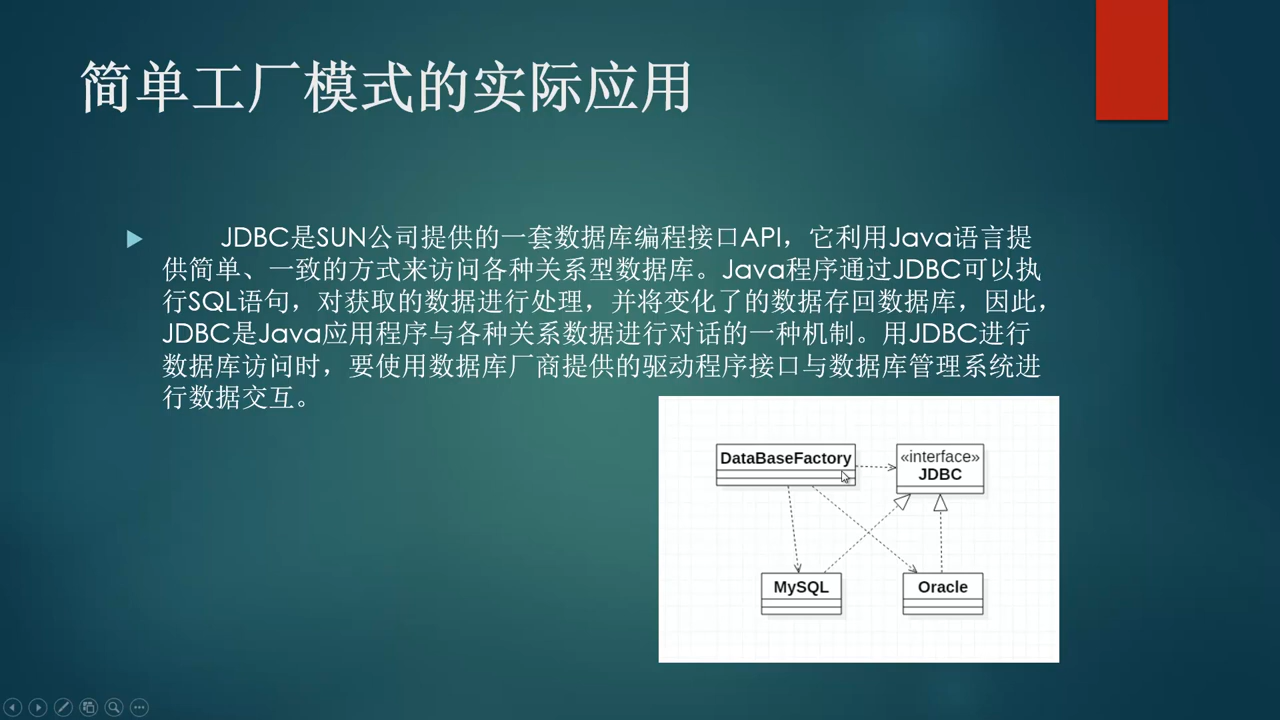 简单工厂模式的实际应用
JDBC是SUN公司提供的一套数据库编程接口API，它利用Java语言提
供简单、一致的方式来访问各种关系型数据库。Java程序通过JDBC可以执
行SQL语句，对获取的数据进行处理，并将变化了的数据存回数据库，因此，
JDBC是Java应用程序与各种关系数据进行对话的一种机制。用JDBC进行
数据库访问时，要使用数据库厂商提供的驱动程序接口与数据库管理系统进
行数据交互。
DataBaseFactory
«interface»
JDBC
MySQL
Oracle